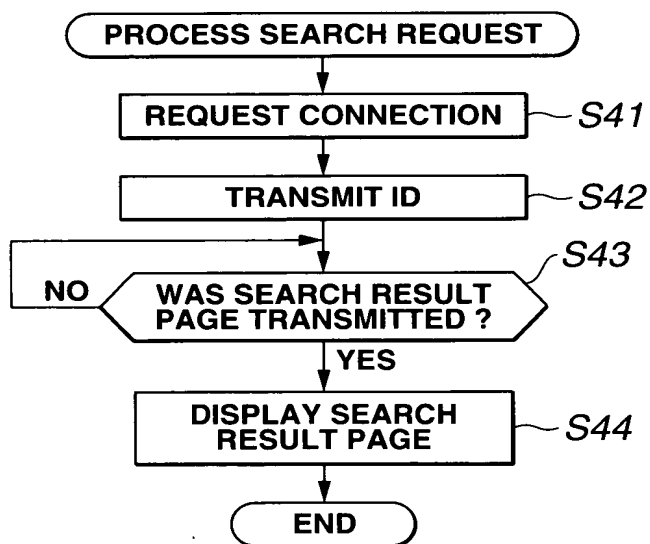 PROCESS SEARCH REQUEST
REQUEST CONNECTION
S41
TRANSMIT ID
S42
S43
NO
WAS SEARCH RESULT
PAGE TRANSMITTED ?
YES
DISPLAY SEARCH
RESULT PAGE
S44
END